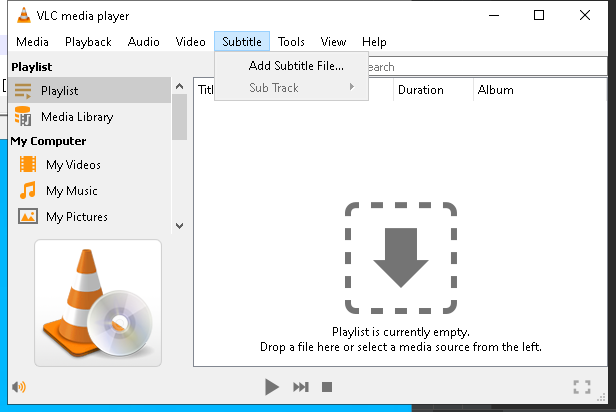 VLC media player
Media Playback Audio Video Subtitle Tools View Help
Playlist
Add Subtitle File...
Playlist
Sub Track
Duration
Album
Media Library
My Computer
My Videos
My Music
My Pictures
Playlist is currently empty.
Drop a file here or select a media source from the left.